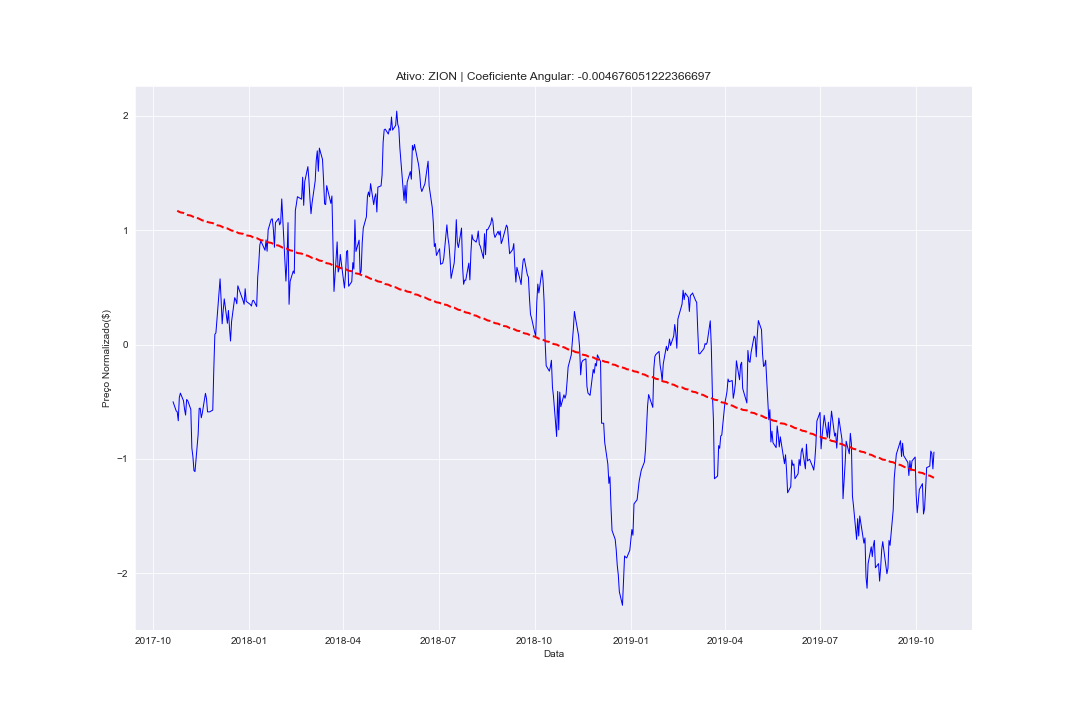 Ativo: ZION | Coeficiente Angular: -0.004676051222366697
2
1
0
−1
−2
Preço Normalizado($)
2017-10 2018-01 2018-04 2018-07 2018-10 2019-01 2019-04 2019-07 2019-10
Data